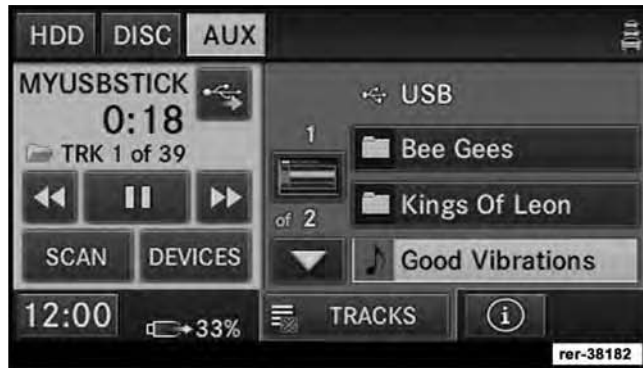 HDD DISC AUX
MYUSBSTICK
0:18
TRK 1 of 39
SCAN DEVICES
12:00
33%
USB
1
of 2
Bee Gees
Kings Of Leon
Good Vibrations
TRACKS
i
rer-38182